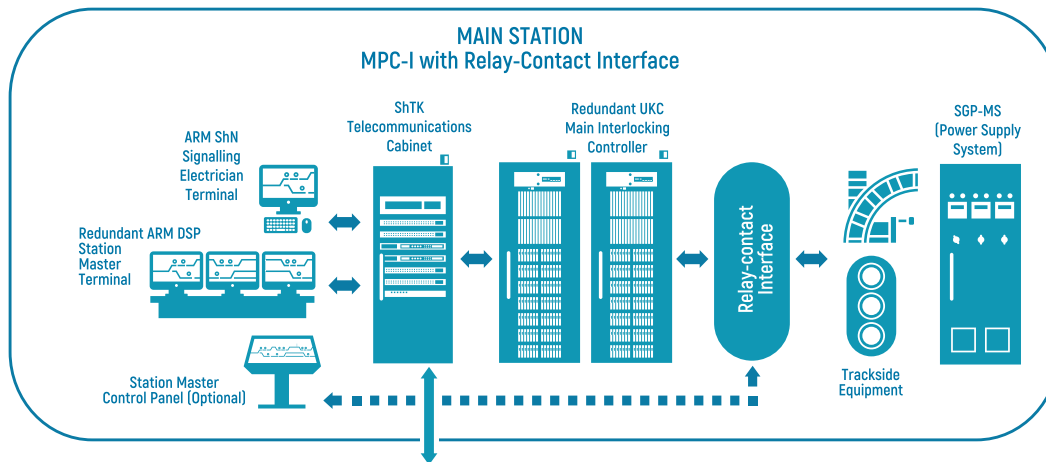 MAIN STATION
MPC-I with Relay-Contact Interface
ShTK
Telecommunications
Cabinet
Redundant UKC
Main Interlocking
Controller
SGP-MS
(Power Supply
System)
ARM ShN
Signalling
Electrician
Terminal
Redundant ARM DSP
Station
Master
Terminal
Relay-contact
Interface
Station Master
Control Panel (Optional)
Trackside
Equipment